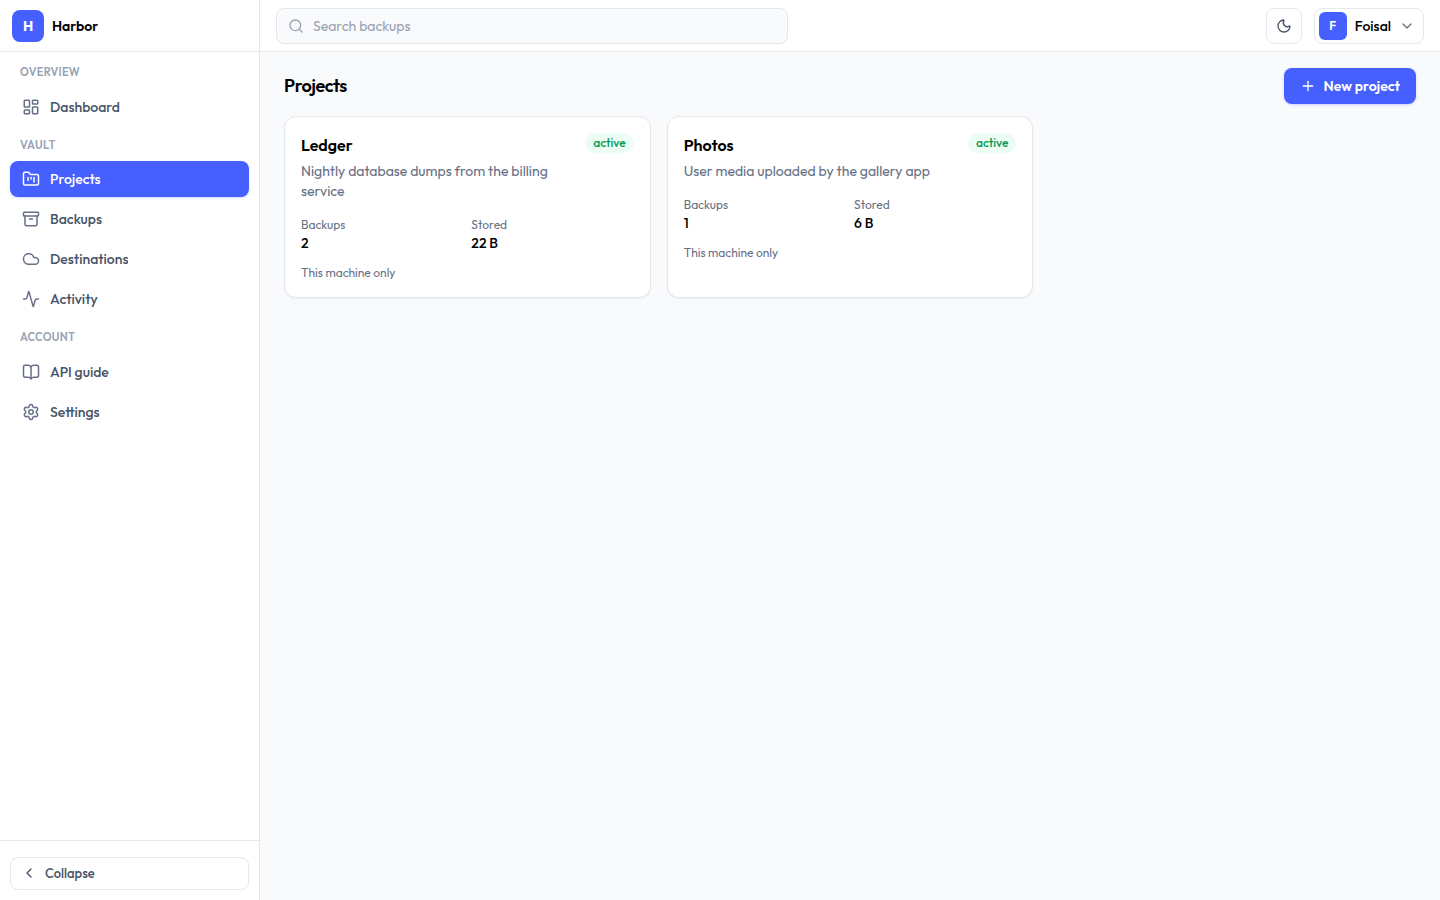 H Harbor
Search backups
F Foisal
OVERVIEW
Dashboard
VAULT
Projects
Backups
Destinations
Activity
ACCOUNT
API guide
Settings
Collapse
Projects
New project
Ledger
active
Nightly database dumps from the billing
service
Backups
Stored
2
22 B
This machine only
Photos
active
User media uploaded by the gallery app
Backups
Stored
1
6 B
This machine only